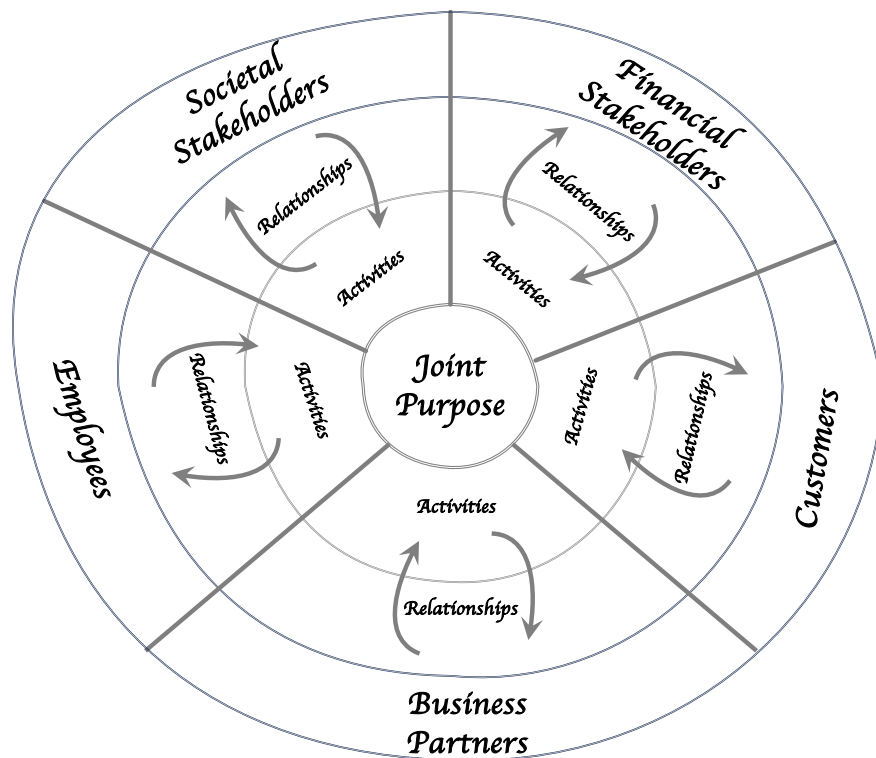 Societal
Stakeholders
Financial
Stakeholders
Relationships
Relationships
Activities
Activities
Employees
Relationships
Activities
Joint
Purpose
Activities
Relationships
Customers
Activities
Relationships
Business
Partners